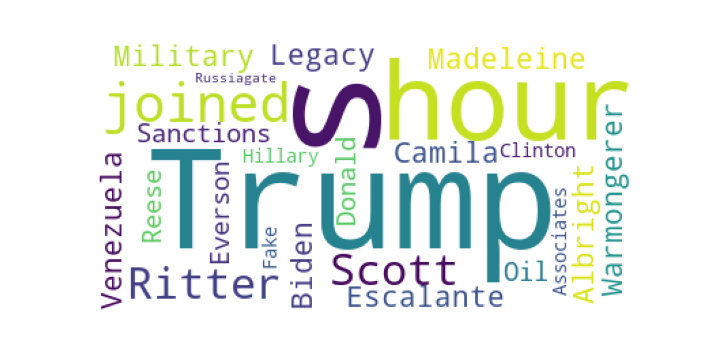 Military
Legacy
Madeleine
Russiagate
joined
s
hour
Sanctions
Trump
Hillary
Donald
Camila
Clinton
Venezuela
Reese
Everson
Fake
Biden
Ritter
Scott
Escalante
Oil
Associates
Albright
Warmongerer